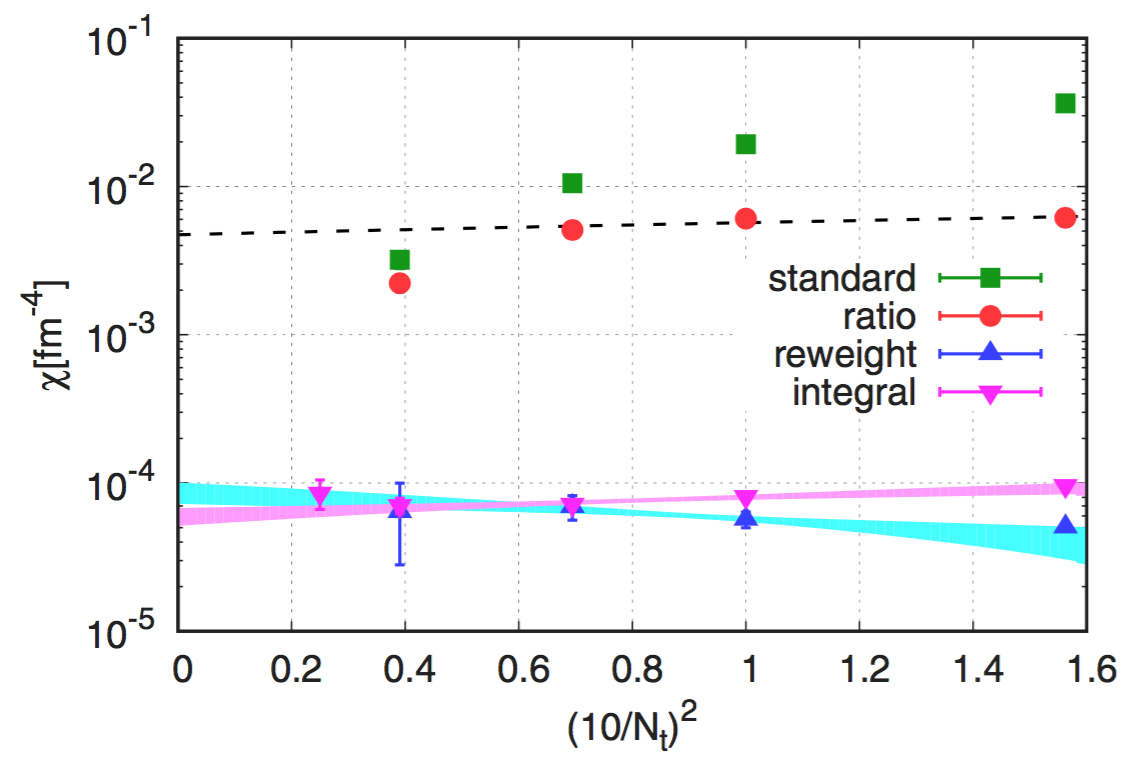 10^-1
10^-2
10^-3
10^-4
10^-5
χ[fm^-4]
standard
ratio
reweight
integral
0 0.2 0.4 0.6 0.8 1 1.2 1.4 1.6
(10/N_t)^2